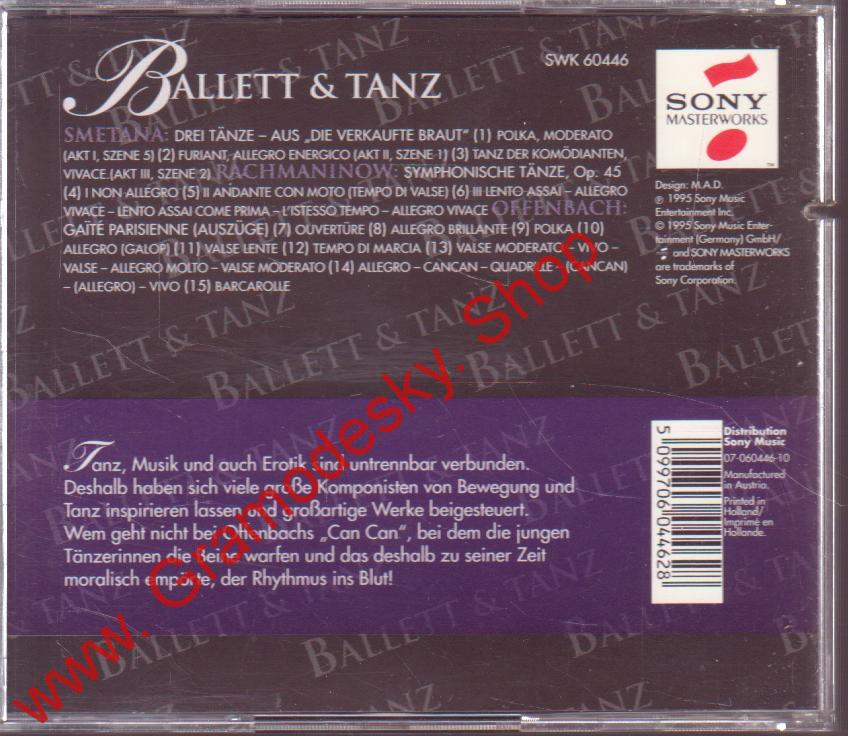 BALLETT & TANZ
SWK 60446
SMETANA: DREI TÄNZE – AUS „DIE VERKAUFTE BRAUT“ (1) POLKA, MODERATO
(AKT I, SZENE 5) (2) FURIANT, ALLEGRO ENERGICO (AKT II, SZENE 1) (3) TANZ DER KOMÖDIANTEN,
VIVACE (AKT III, SZENE 2) RACHMANINOW: SYMPHONISCHE TÄNZE, Op. 45
(4) I NON ALLEGRO (5) II ANDANTE CON MOTO (TEMPO DI VALSE) (6) III LENTO ASSAI – ALLEGRO
VIVACE – LENTO ASSAI COME PRIMA – L'ISTESSO TEMPO – ALLEGRO VIVACE OFFENBACH:
GAÎTÉ PARISIENNE (AUSZÜGE) (7) OUVERTÜRE (8) ALLEGRO BRILLANTE (9) POLKA (10)
ALLEGRO (GALOP) (11) VALSE LENTE (12) TEMPO DI MARCIA (13) VALSE MODERATO – VIVO –
VALSE – ALLEGRO MOLTO – VALSE MODERATO (14) ALLEGRO – CANCAN – QUADRILLE – (CANCAN)
– (ALLEGRO) – VIVO (15) BARCAROLLE
SONY
MASTERWORKS
TM
Design: M.A.D.
℗ 1995 Sony Music
Entertainment Inc.
© 1995 Sony Music Enter-
tainment (Germany) GmbH/
and SONY MASTERWORKS
are trademarks of
Sony Corporation.
Tanz, Musik und auch Erotik sind untrennbar verbunden.
Deshalb haben sich viele große Komponisten von Bewegung und
Tanz inspirieren lassen und großartige Werke beigesteuert.
Wem geht nicht bei Offenbachs „Can Can“, bei dem die jungen
Tänzerinnen die Beine warfen und das deshalb zu seiner Zeit
moralisch empörte, der Rhythmus ins Blut!
5 099706 044628
Distribution
Sony Music
07-060446-10
Manufactured
in Austria.
Printed in
Holland/
Imprimé en
Hollande.
www.Gramodesky.Shop